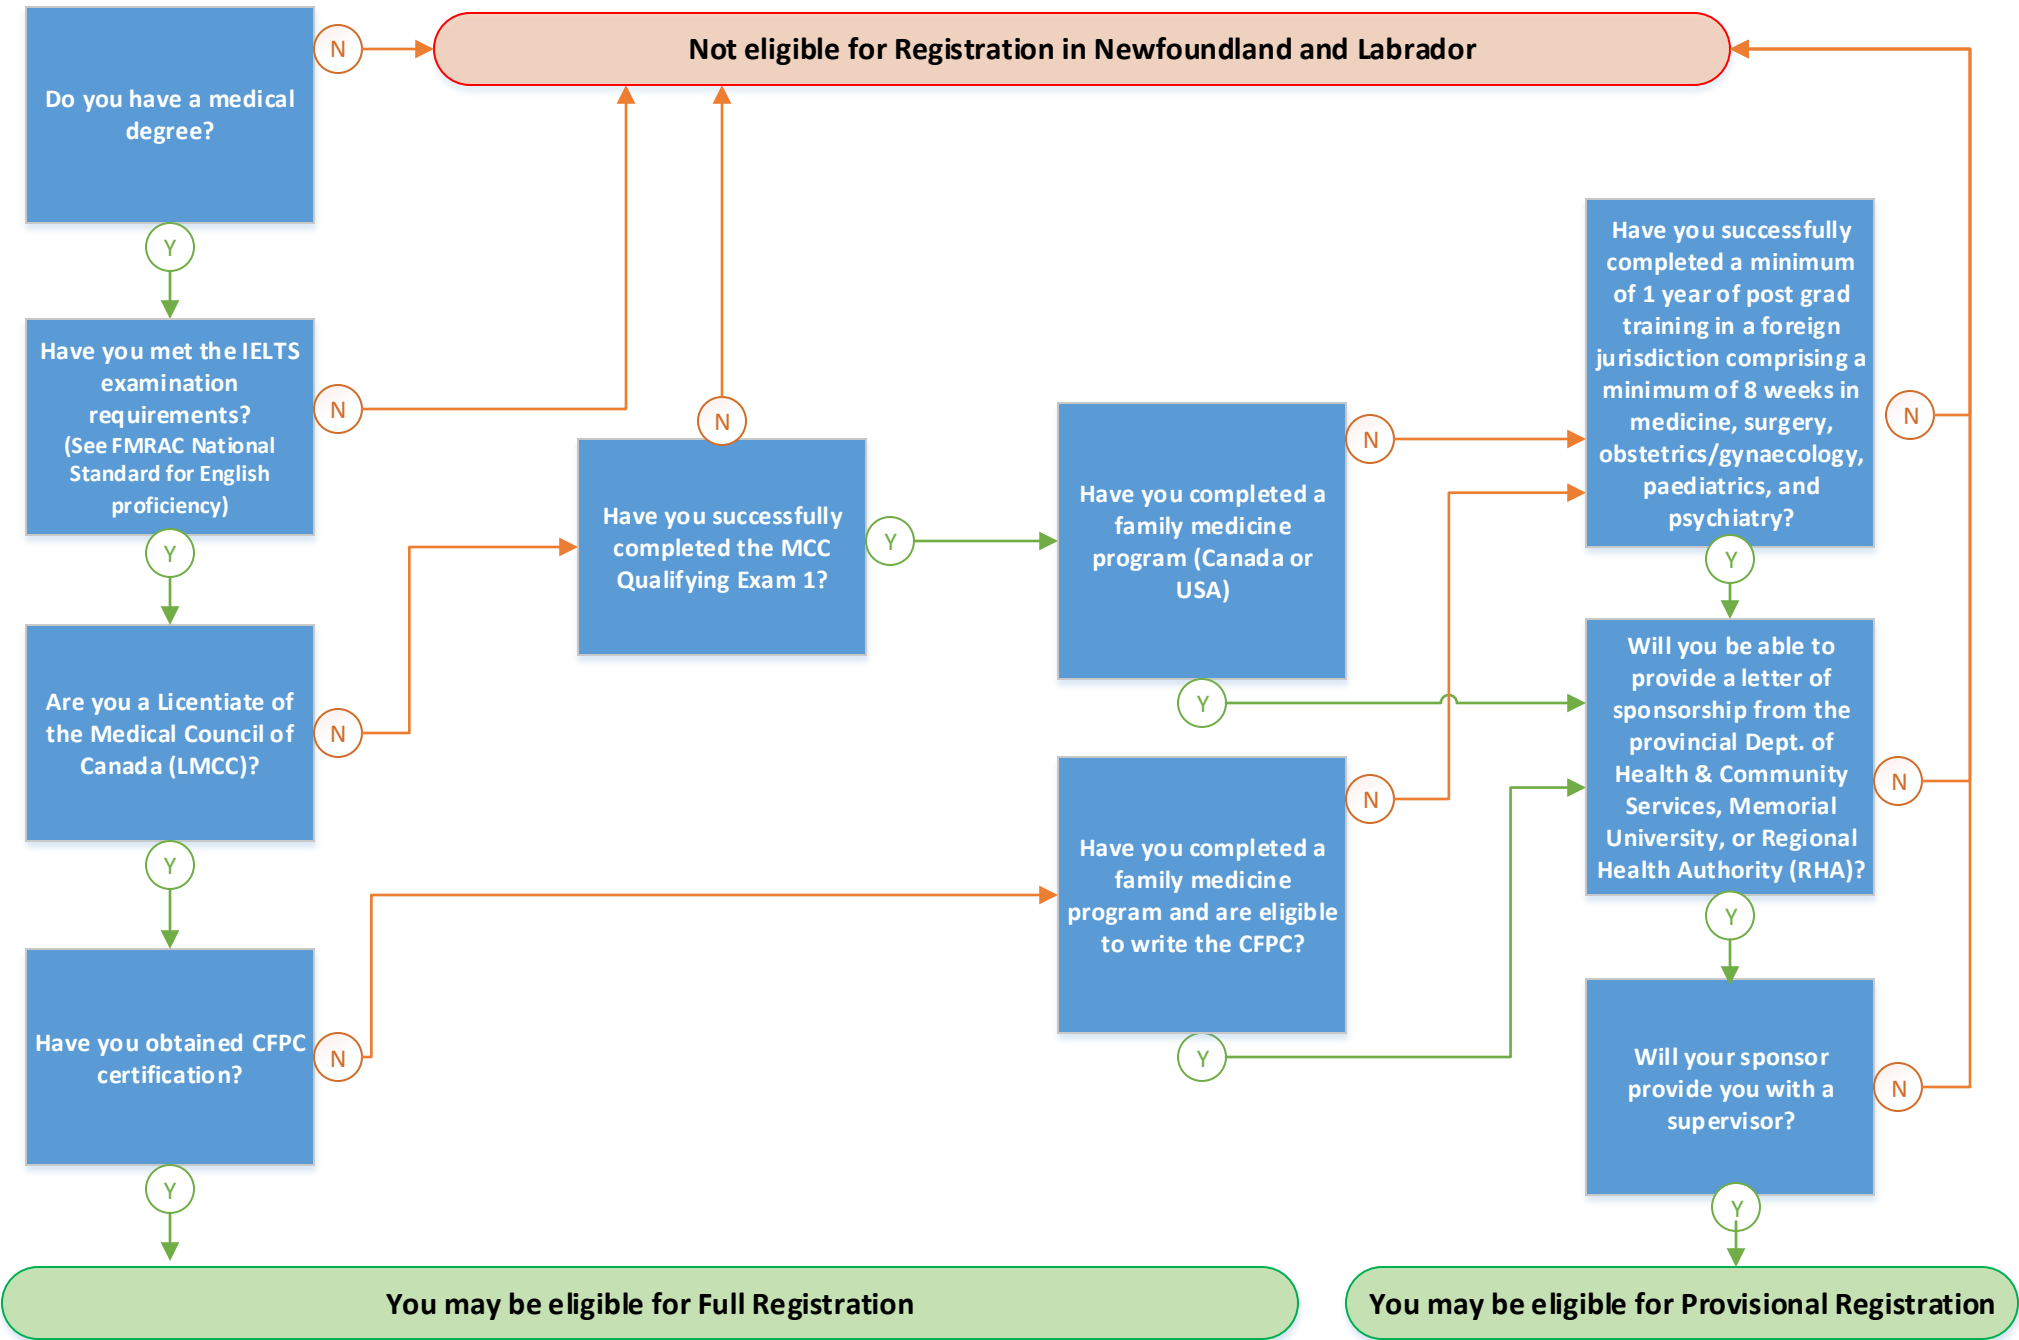 Do you have a medical
degree?
N
Not eligible for Registration in Newfoundland and Labrador
Y
Have you met the IELTS
examination
requirements?
(See FMRAC National
Standard for English
proficiency)
N
Y
Are you a Licentiate of
the Medical Council of
Canada (LMCC)?
N
Y
Have you obtained CFPC
certification?
N
Y
You may be eligible for Full Registration
N
Have you successfully
completed the MCC
Qualifying Exam 1?
Y
Have you completed a
family medicine
program (Canada or
USA)
N
Y
Have you completed a
family medicine
program and are eligible
to write the CFPC?
N
Y
Have you successfully
completed a minimum
of 1 year of post grad
training in a foreign
jurisdiction comprising a
minimum of 8 weeks in
medicine, surgery,
obstetrics/gynaecology,
paediatrics, and
psychiatry?
N
Y
Will you be able to
provide a letter of
sponsorship from the
provincial Dept. of
Health & Community
Services, Memorial
University, or Regional
Health Authority (RHA)?
N
Y
Will your sponsor
provide you with a
supervisor?
N
Y
You may be eligible for Provisional Registration